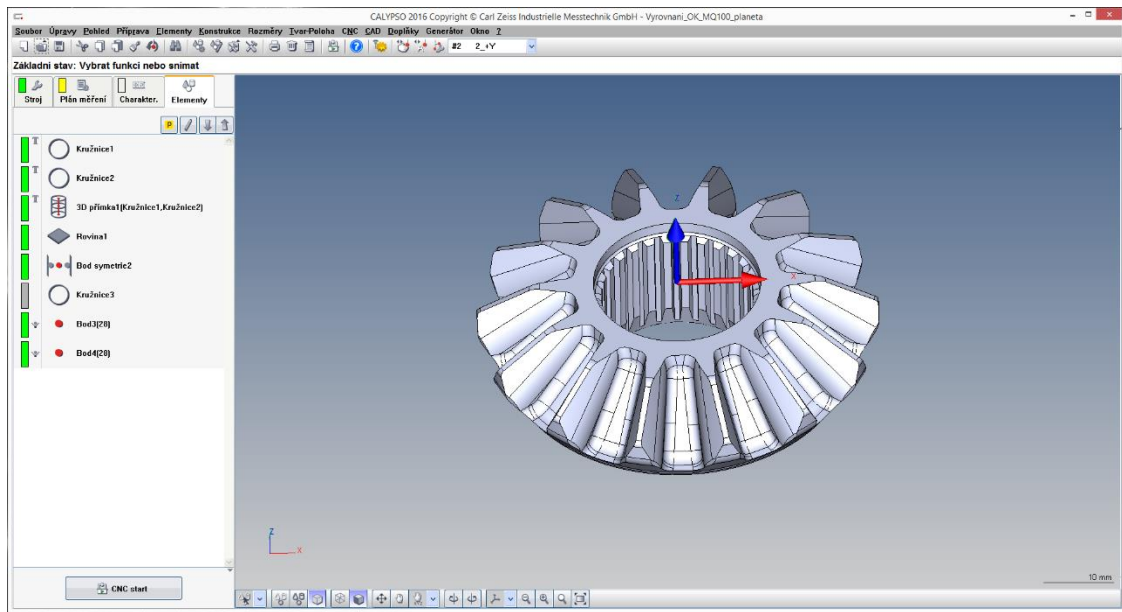 CALYPSO 2016 Copyright © Carl Zeiss Industrielle Messtechnik GmbH - Vyrovnani_OK_MQ100_planeta
Soubor Úpravy Pohled Příprava Elementy Konstrukce Rozměry Tvar-Poloha CNC CAD Doplňky Generátor Okno ?
#2 2_+Y
Základní stav: Vybrat funkci nebo snímat
Stroj Plán měření Charakter. Elementy
P
T Kružnice1
T Kružnice2
T 3D přímka1(Kružnice1,Kružnice2)
Rovina1
Bod symetrie2
Kružnice3
Bod3(28)
Bod4(28)
Z
X
Z
X
10 mm
CNC start